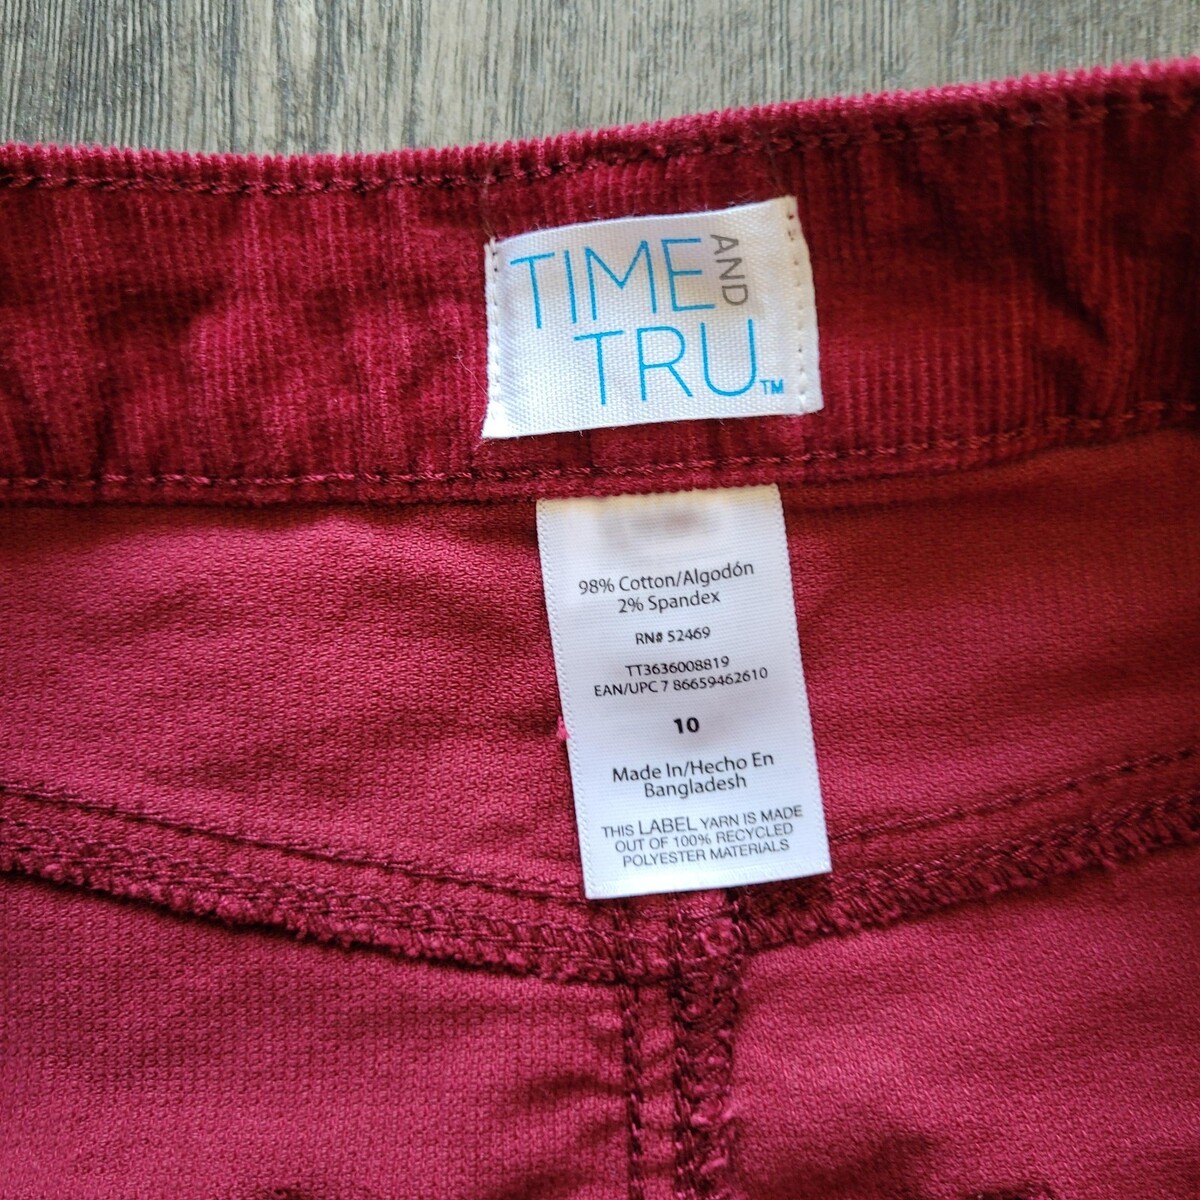 TIME AND
TRU™
98% Cotton/Algodón
2% Spandex
RN# 52469
TT3636008819
EAN/UPC 7 86659462610
10
Made In/Hecho En
Bangladesh
THIS LABEL YARN IS MADE
OUT OF 100% RECYCLED
POLYESTER MATERIALS